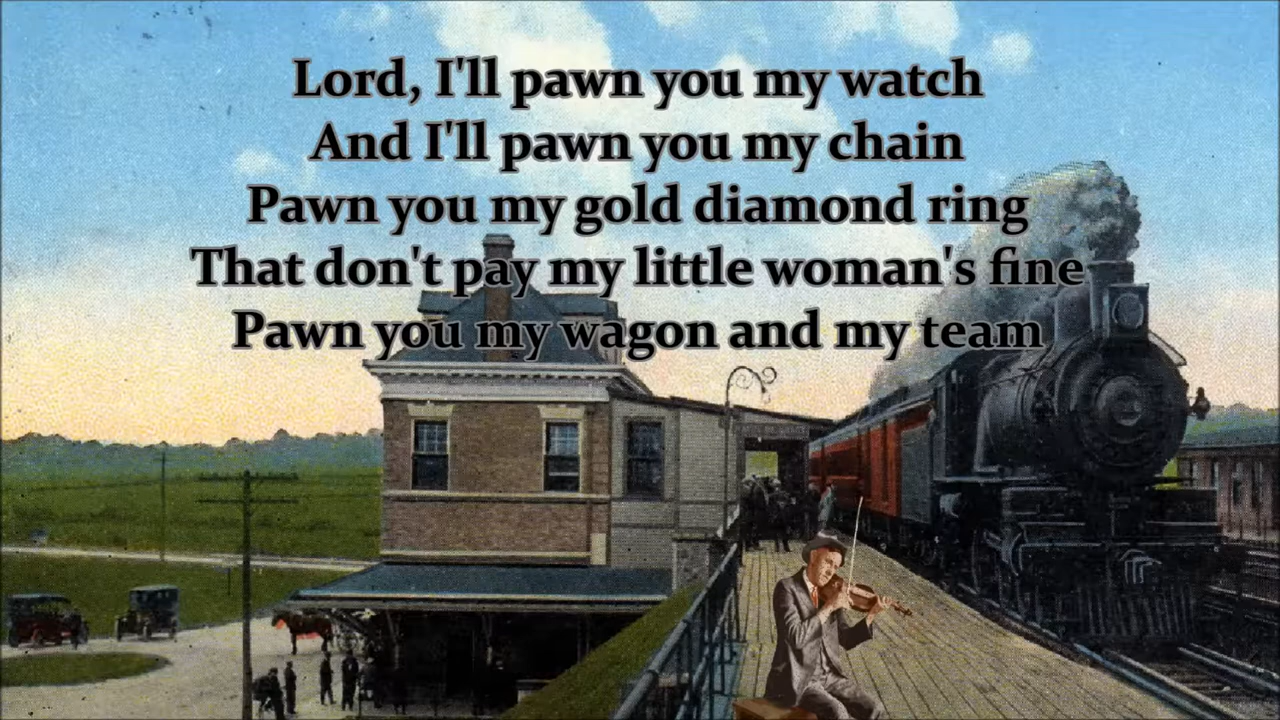 Lord, I'll pawn you my watch
And I'll pawn you my chain
Pawn you my gold diamond ring
That don't pay my little woman's fine
Pawn you my wagon and my team